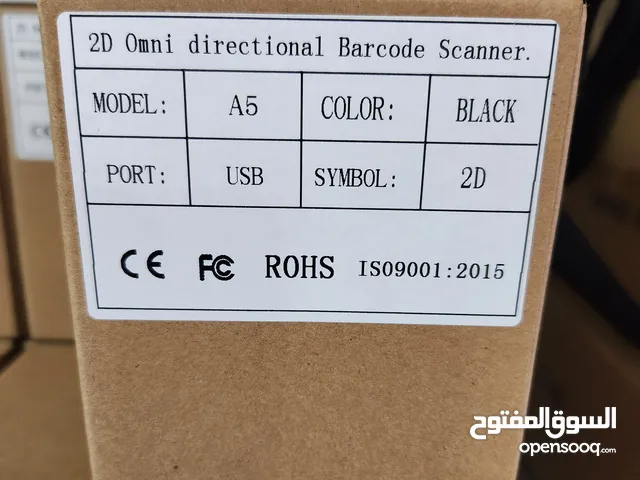 2D Omni directional Barcode Scanner.
MODEL: A5 COLOR: BLACK
PORT: USB SYMBOL: 2D
CE FC ROHS ISO9001:2015
السوق المفتوح
opensooq.com